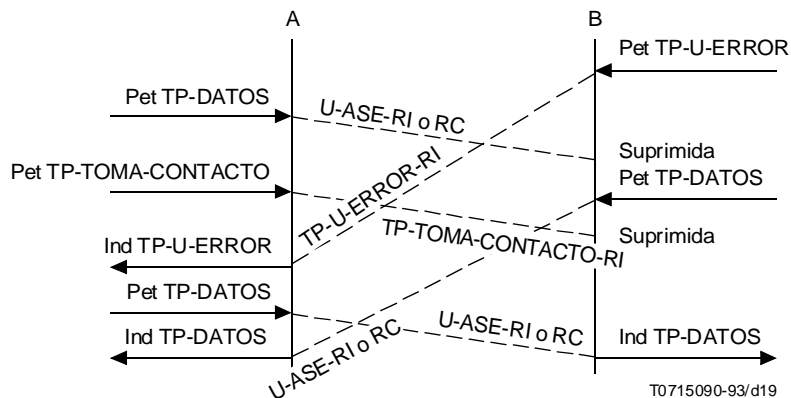 A
B
Pet TP-U-ERROR
Pet TP-DATOS
U-ASE-RI o RC
Suprimida
Pet TP-TOMA-CONTACTO
TP-U-ERROR-RI
Pet TP-DATOS
TP-TOMA-CONTACTO-RI
Suprimida
Ind TP-U-ERROR
Pet TP-DATOS
U-ASE-RI o RC
Ind TP-DATOS
U-ASE-RI o RC
Ind TP-DATOS
T0715090-93/d19